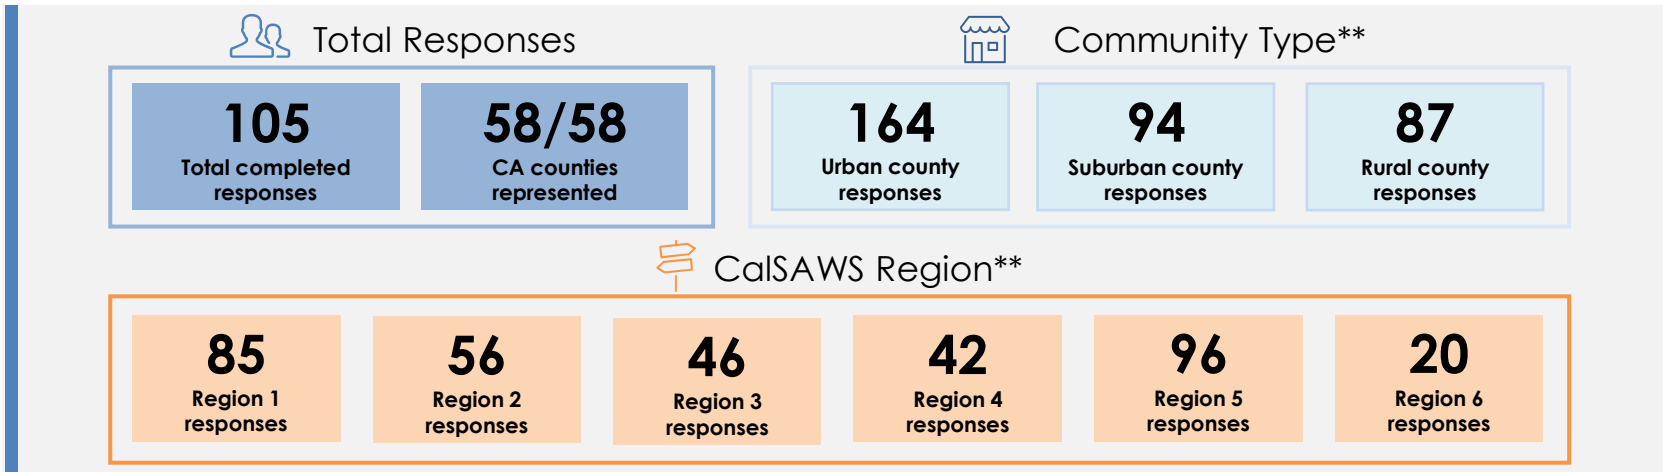 Total Responses
Community Type**
105
Total completed
responses
58/58
CA counties
represented
164
Urban county
responses
94
Suburban county
responses
87
Rural county
responses
CalSAWS Region**
85
Region 1
responses
56
Region 2
responses
46
Region 3
responses
42
Region 4
responses
96
Region 5
responses
20
Region 6
responses